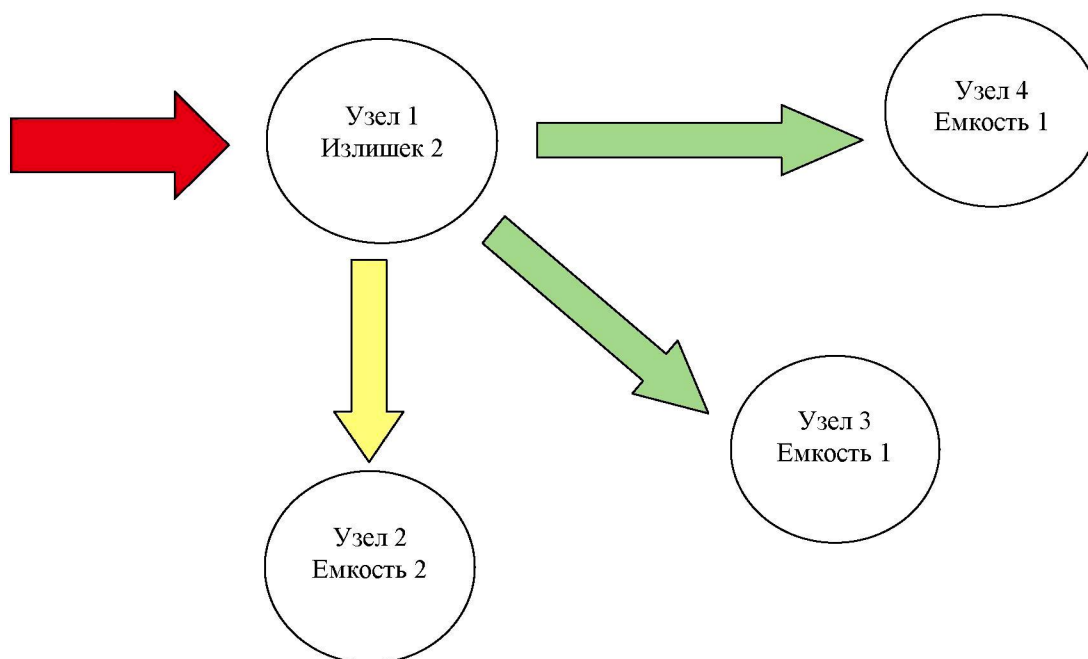 Узел 1
Излишек 2
Узел 4
Емкость 1
Узел 3
Емкость 1
Узел 2
Емкость 2